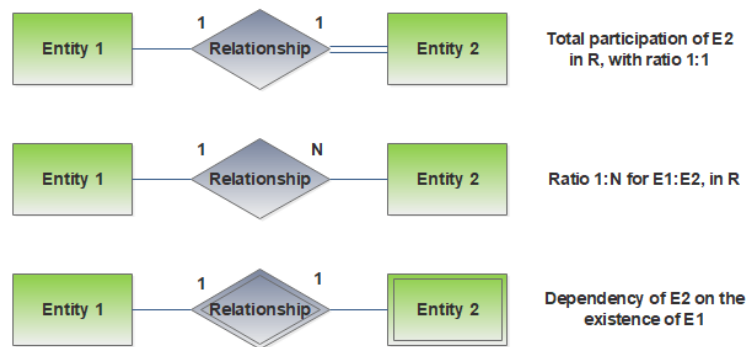 1 1
Entity 1 Relationship Entity 2
Total participation of E2
in R, with ratio 1:1
1 N
Entity 1 Relationship Entity 2
Ratio 1:N for E1:E2, in R
1 1
Entity 1 Relationship Entity 2
Dependency of E2 on the
existence of E1